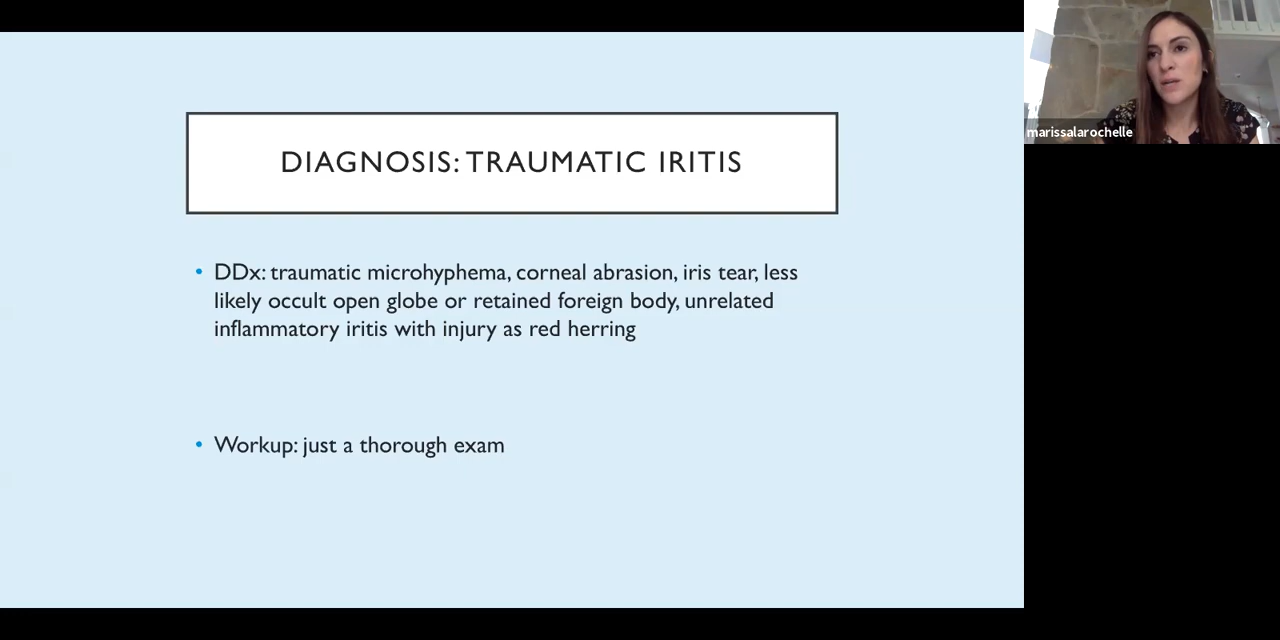 DIAGNOSIS: TRAUMATIC IRITIS
• DDx: traumatic microhyphema, corneal abrasion, iris tear, less
likely occult open globe or retained foreign body, unrelated
inflammatory iritis with injury as red herring
• Workup: just a thorough exam
marissalarochelle